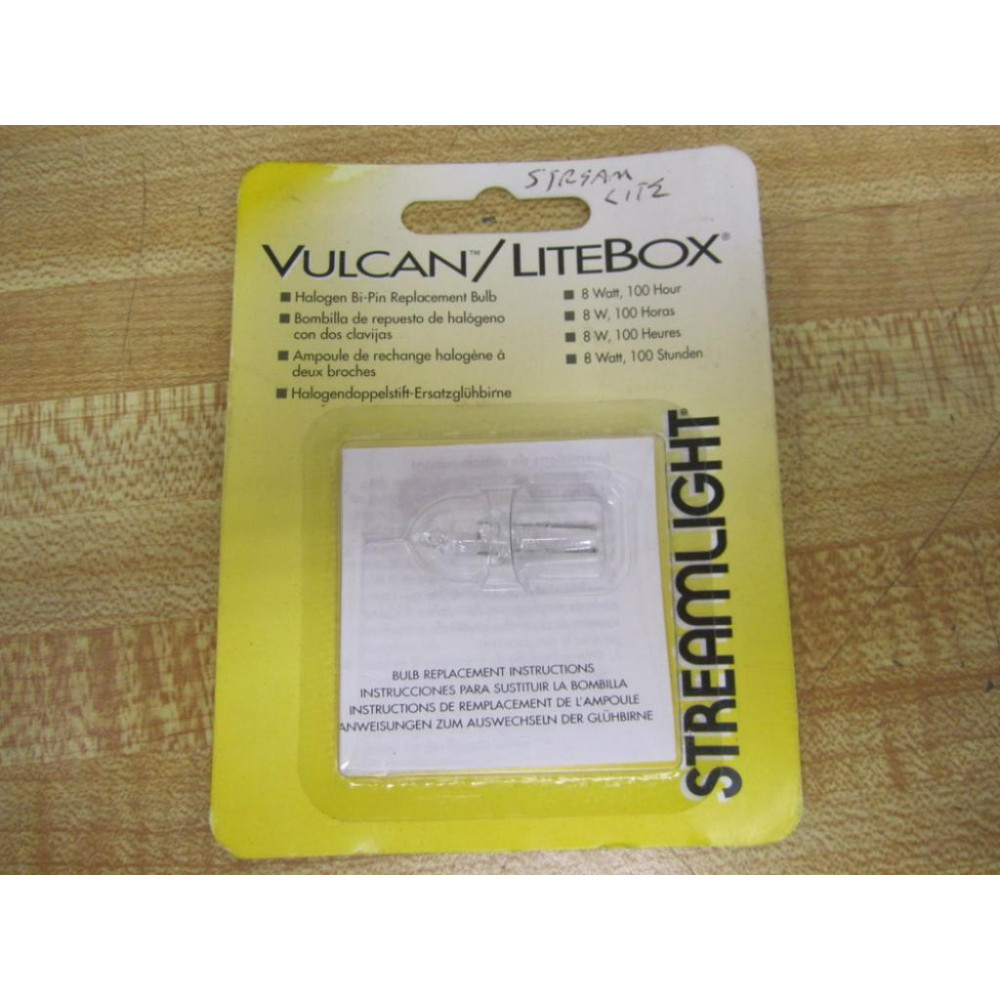 STREAM
LITE
VULCAN™/LITEBOX®
■ Halogen Bi-Pin Replacement Bulb
■ Bombilla de repuesto de halógeno
con dos clavijas
■ Ampoule de rechange halogène à
deux broches
■ Halogendoppelstift-Ersatzglühbirne
■ 8 Watt, 100 Hour
■ 8 W, 100 Horas
■ 8 W, 100 Heures
■ 8 Watt, 100 Stunden
STREAMLIGHT®
BULB REPLACEMENT INSTRUCTIONS
INSTRUCCIONES PARA SUSTITUIR LA BOMBILLA
INSTRUCTIONS DE REMPLACEMENT DE L'AMPOULE
ANWEISUNGEN ZUM AUSWECHSELN DER GLÜHBIRNE